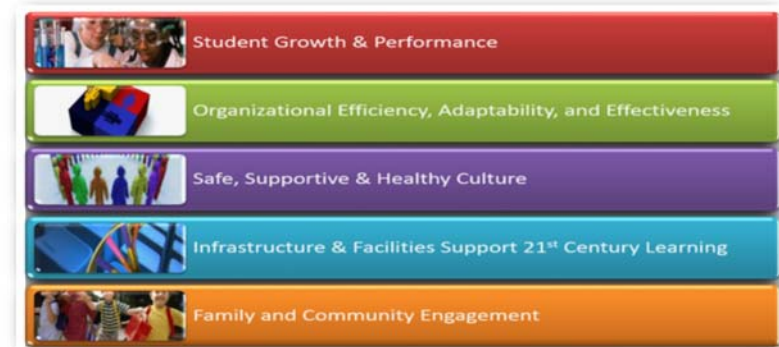 Student Growth & Performance
Organizational Efficiency, Adaptability, and Effectiveness
Safe, Supportive & Healthy Culture
Infrastructure & Facilities Support 21st Century Learning
Family and Community Engagement